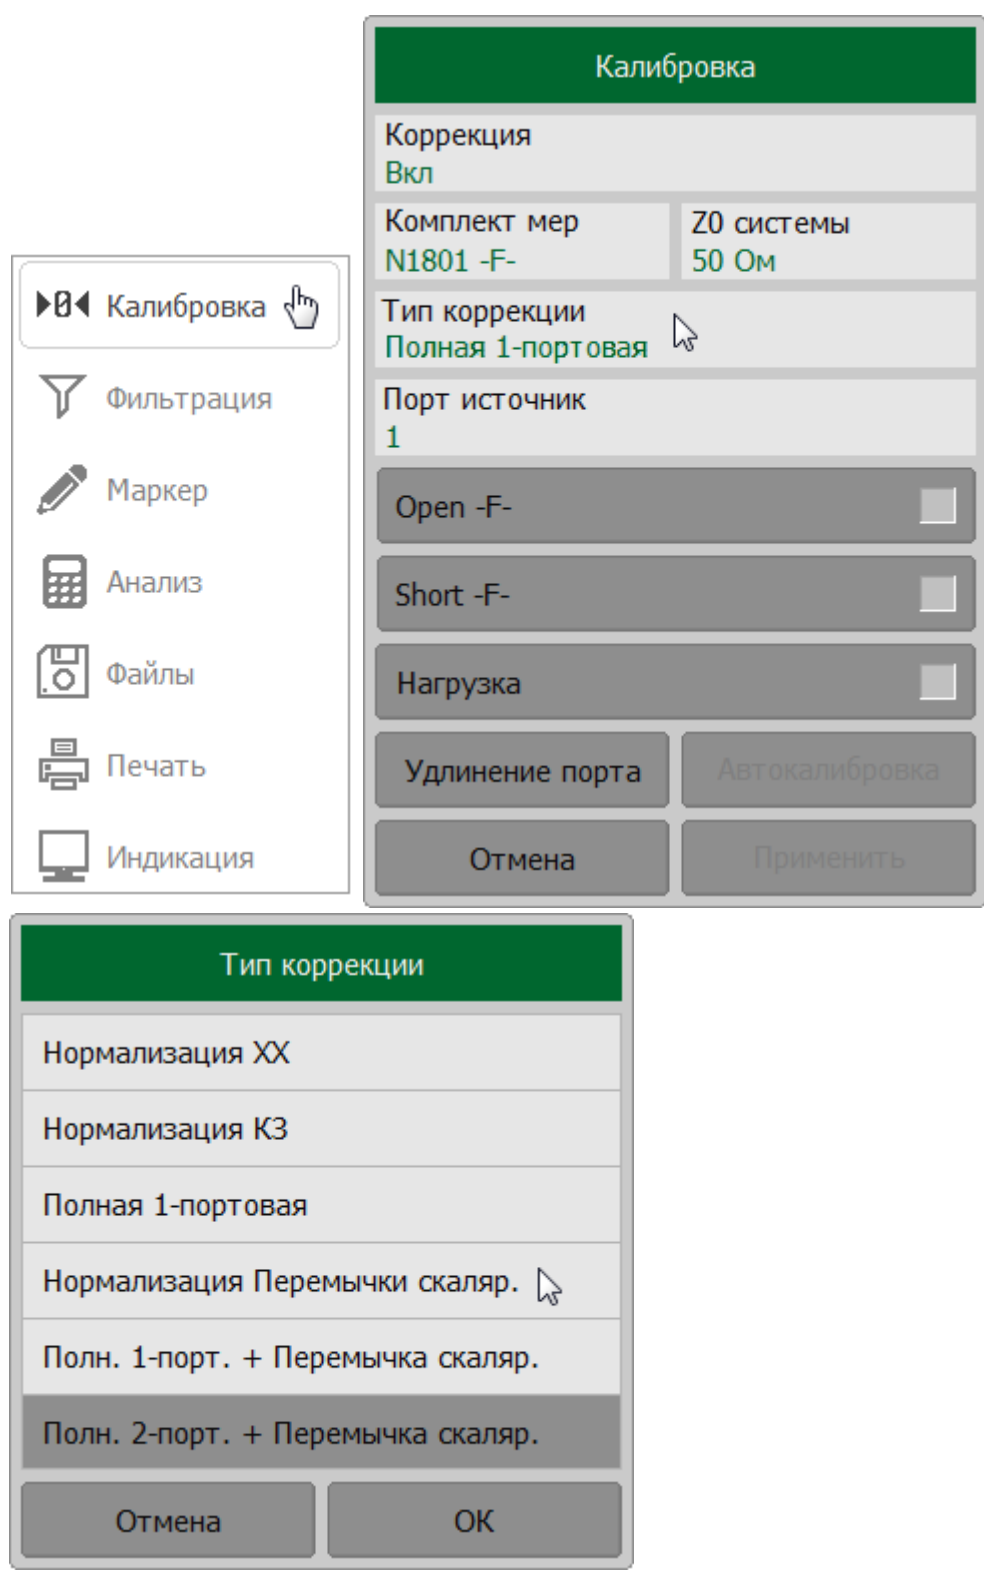 Калибровка
Фильтрация
Маркер
Анализ
Файлы
Печать
Индикация
Калибровка
Коррекция
Вкл
Комплект мер
N1801 -F-
Z0 системы
50 Ом
Тип коррекции
Полная 1-портовая
Порт источник
1
Open -F-
Short -F-
Нагрузка
Удлинение порта
Автокалибровка
Отмена
Применить
Тип коррекции
Нормализация ХХ
Нормализация КЗ
Полная 1-портовая
Нормализация Перемычки скаляр.
Полн. 1-порт. + Перемычка скаляр.
Полн. 2-порт. + Перемычка скаляр.
Отмена
ОК